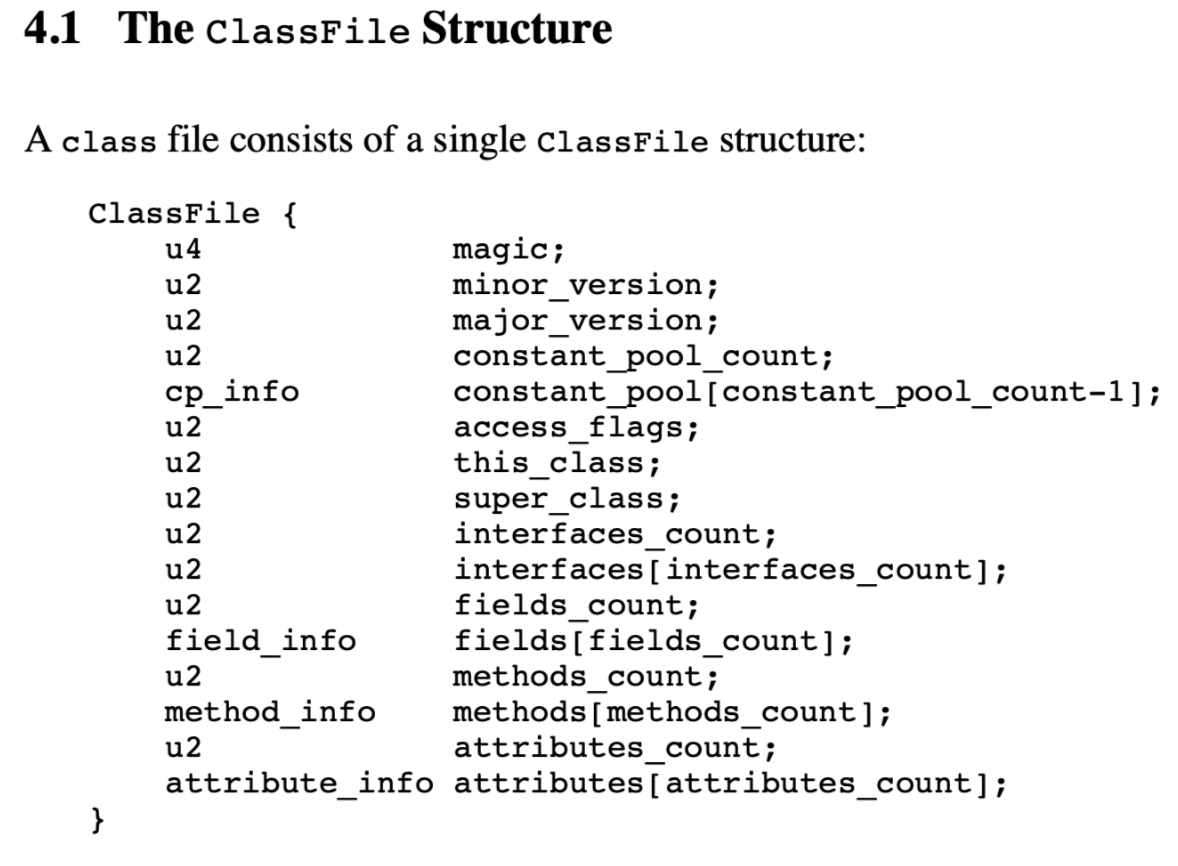 4.1 The ClassFile Structure
A class file consists of a single ClassFile structure:
ClassFile {
u4 magic;
u2 minor_version;
u2 major_version;
u2 constant_pool_count;
cp_info constant_pool[constant_pool_count-1];
u2 access_flags;
u2 this_class;
u2 super_class;
u2 interfaces_count;
u2 interfaces[interfaces_count];
u2 fields_count;
field_info fields[fields_count];
u2 methods_count;
method_info methods[methods_count];
u2 attributes_count;
attribute_info attributes[attributes_count];
}